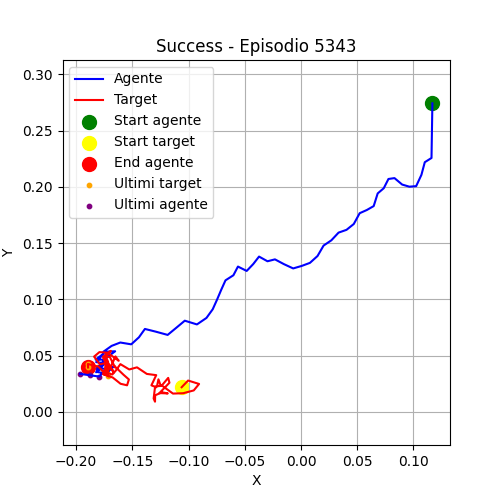 Success - Episodio 5343
Agente
Target
Start agente
Start target
End agente
Ultimi target
Ultimi agente
Y
0.30
0.25
0.20
0.15
0.10
0.05
0.00
−0.20
−0.15
−0.10
−0.05
0.00
0.05
0.10
X